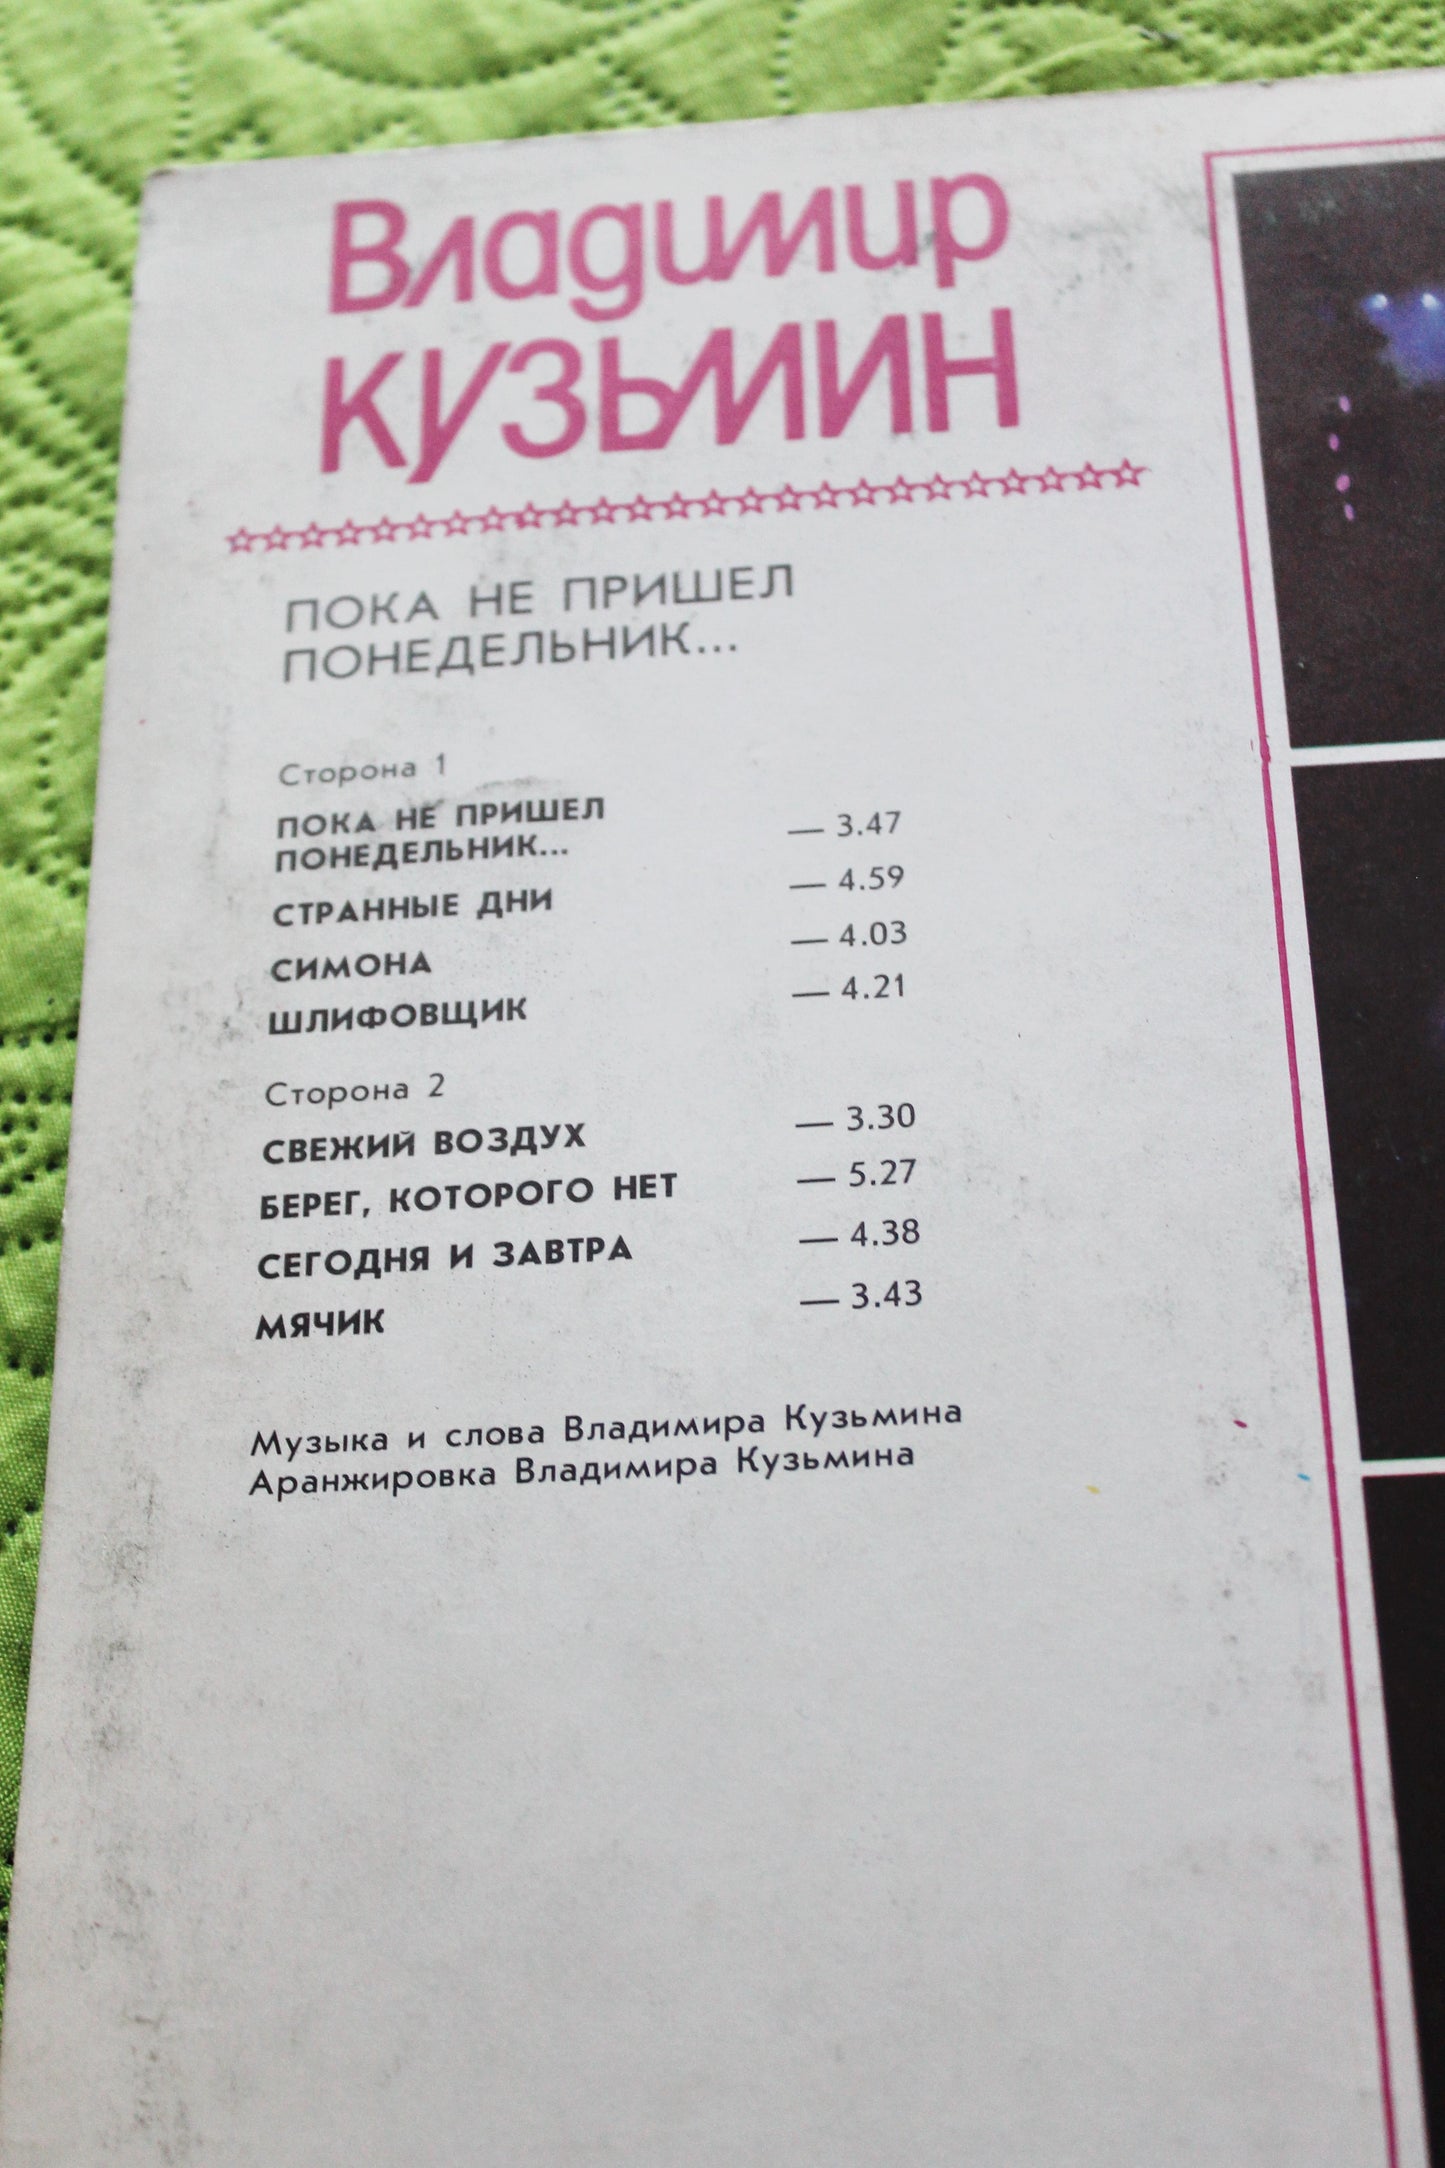 Владимир
КУЗЬМИН
ПОКА НЕ ПРИШЕЛ
ПОНЕДЕЛЬНИК...
Сторона 1
ПОКА НЕ ПРИШЕЛ
ПОНЕДЕЛЬНИК... — 3.47
СТРАННЫЕ ДНИ — 4.59
СИМОНА — 4.03
ШЛИФОВЩИК — 4.21
Сторона 2
СВЕЖИЙ ВОЗДУХ — 3.30
БЕРЕГ, КОТОРОГО НЕТ — 5.27
СЕГОДНЯ И ЗАВТРА — 4.38
МЯЧИК — 3.43
Музыка и слова Владимира Кузьмина
Аранжировка Владимира Кузьмина